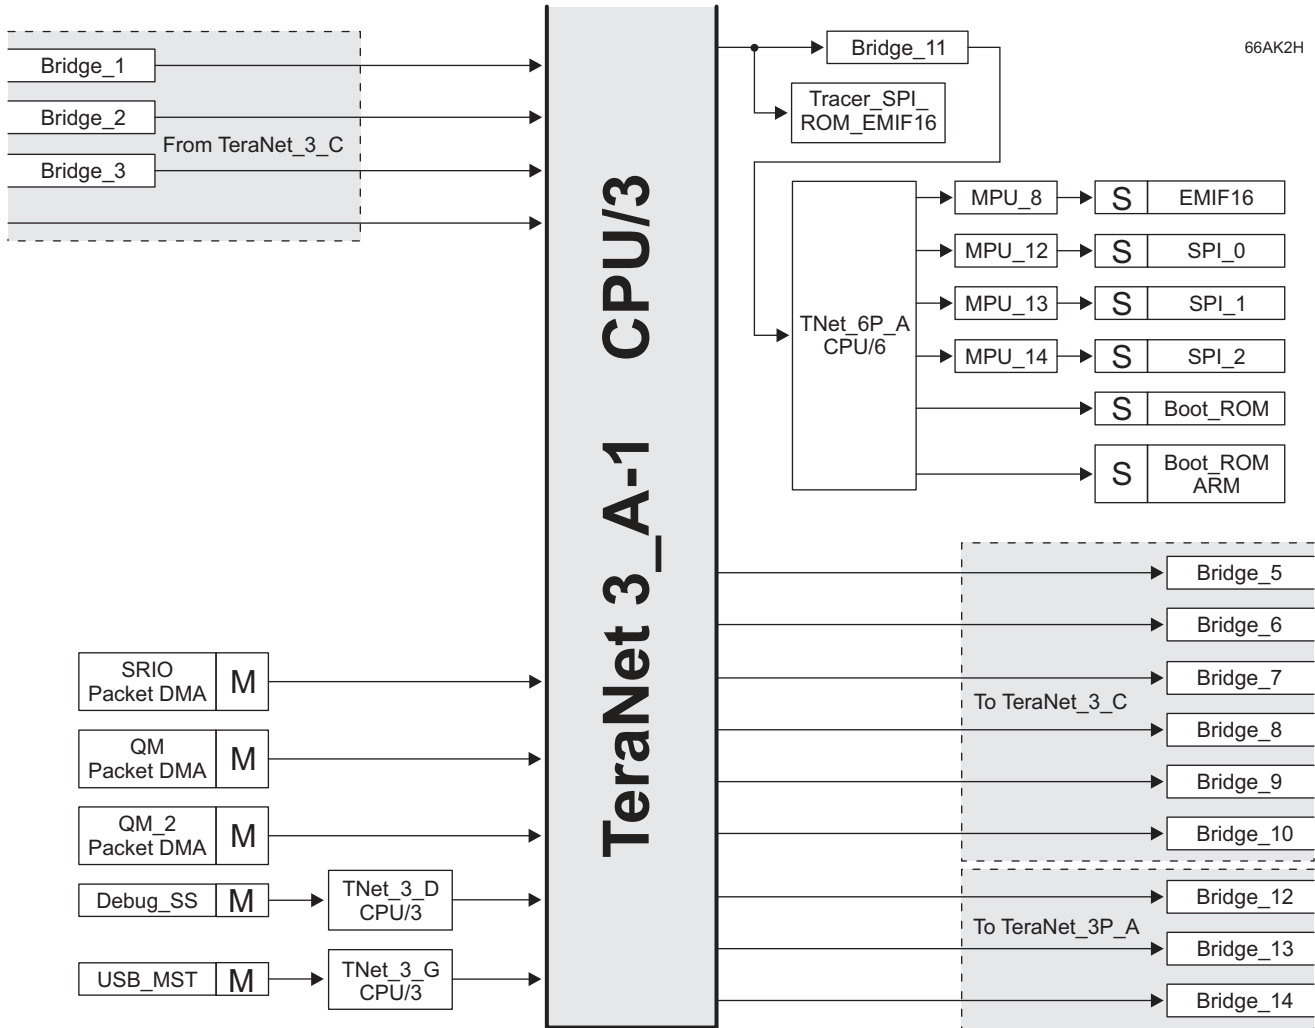 66AK2H
Bridge_1
Bridge_2
From TeraNet_3_C
Bridge_3
TeraNet 3_A-1 CPU/3
Bridge_11
Tracer_SPI_
ROM_EMIF16
TNet_6P_A
CPU/6
MPU_8
S
EMIF16
MPU_12
S
SPI_0
MPU_13
S
SPI_1
MPU_14
S
SPI_2
S
Boot_ROM
S
Boot_ROM
ARM
SRIO
Packet DMA
M
QM
Packet DMA
M
QM_2
Packet DMA
M
Debug_SS
M
TNet_3_D
CPU/3
USB_MST
M
TNet_3_G
CPU/3
Bridge_5
Bridge_6
Bridge_7
To TeraNet_3_C
Bridge_8
Bridge_9
Bridge_10
Bridge_12
To TeraNet_3P_A
Bridge_13
Bridge_14